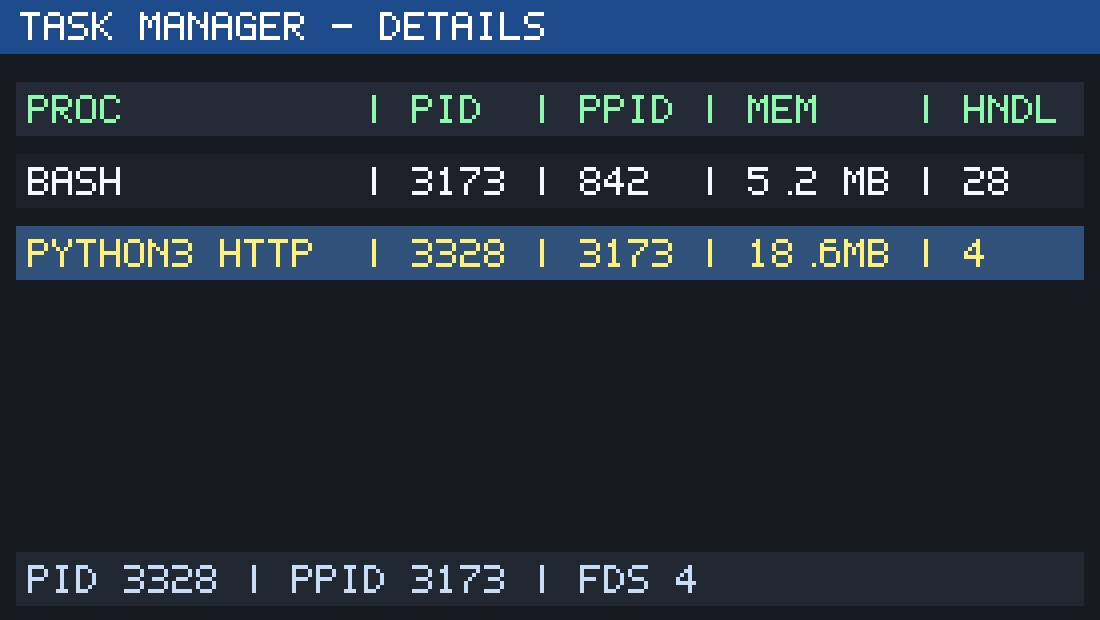 TASK MANAGER - DETAILS
PROC | PID | PPID | MEM | HNDL
BASH | 3173 | 842 | 5 .2 MB | 28
PYTHON3 HTTP | 3328 | 3173 | 18 .6MB | 4
PID 3328 | PPID 3173 | FDS 4